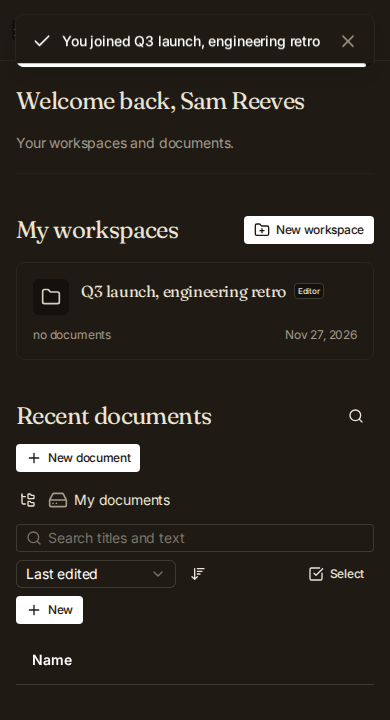 You joined Q3 launch, engineering retro
Welcome back, Sam Reeves
Your workspaces and documents.
My workspaces
New workspace
Q3 launch, engineering retro
Editor
no documents
Nov 27, 2026
Recent documents
New document
My documents
Search titles and text
Last edited
Select
New
Name